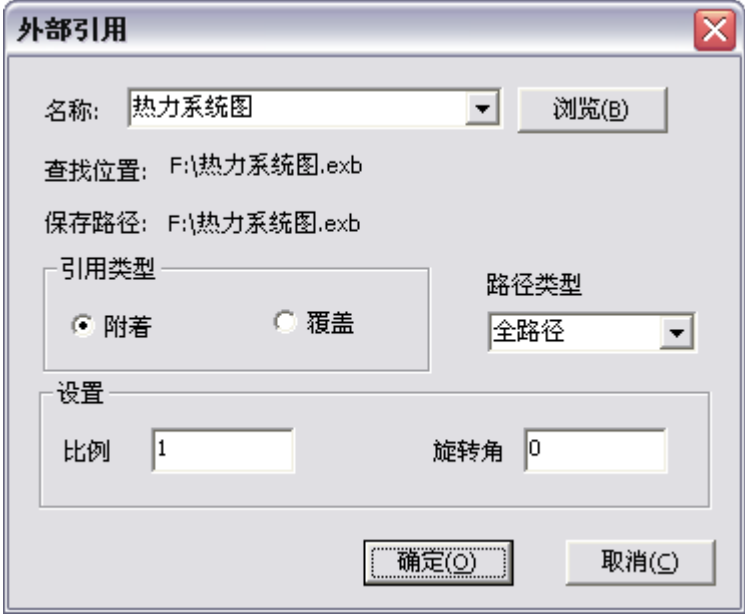 外部引用
名称: 热力系统图 浏览(B)
查找位置: F:\热力系统图.exb
保存路径: F:\热力系统图.exb
引用类型
附着 覆盖
路径类型
全路径
设置
比例 1 旋转角 0
确定(O) 取消(C)